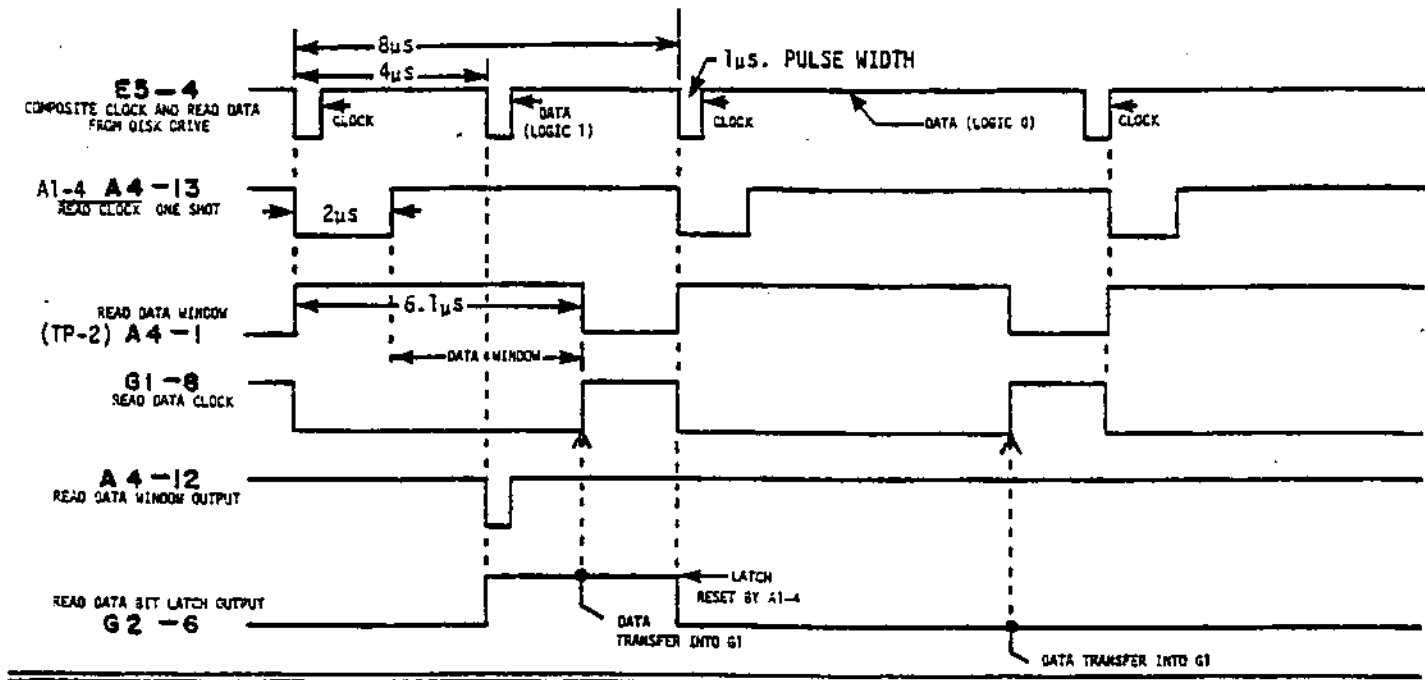 8µs
4µs
1µs. PULSE WIDTH
E5-4
COMPOSITE CLOCK AND READ DATA
FROM DISK DRIVE
CLOCK
DATA
(LOGIC 1)
CLOCK
DATA (LOGIC 0)
CLOCK
A1-4 A4-13
READ CLOCK ONE SHOT
2µs
READ DATA WINDOW
(TP-2) A4-1
6.1µs
DATA WINDOW
G1-8
READ DATA CLOCK
A4-12
READ DATA WINDOW OUTPUT
LATCH
RESET BY A1-4
READ DATA BIT LATCH OUTPUT
G2-6
DATA
TRANSFER INTO G1
DATA TRANSFER INTO G1